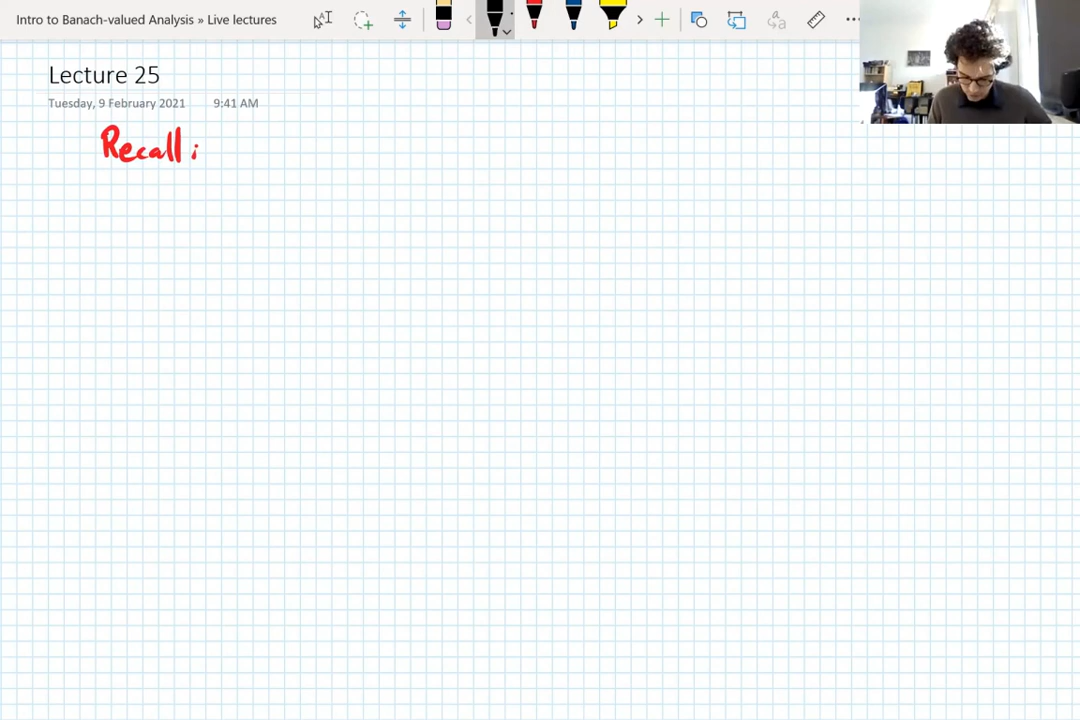 Intro to Banach-valued Analysis » Live lectures
Lecture 25
Tuesday, 9 February 2021 9:41 AM
Recall :